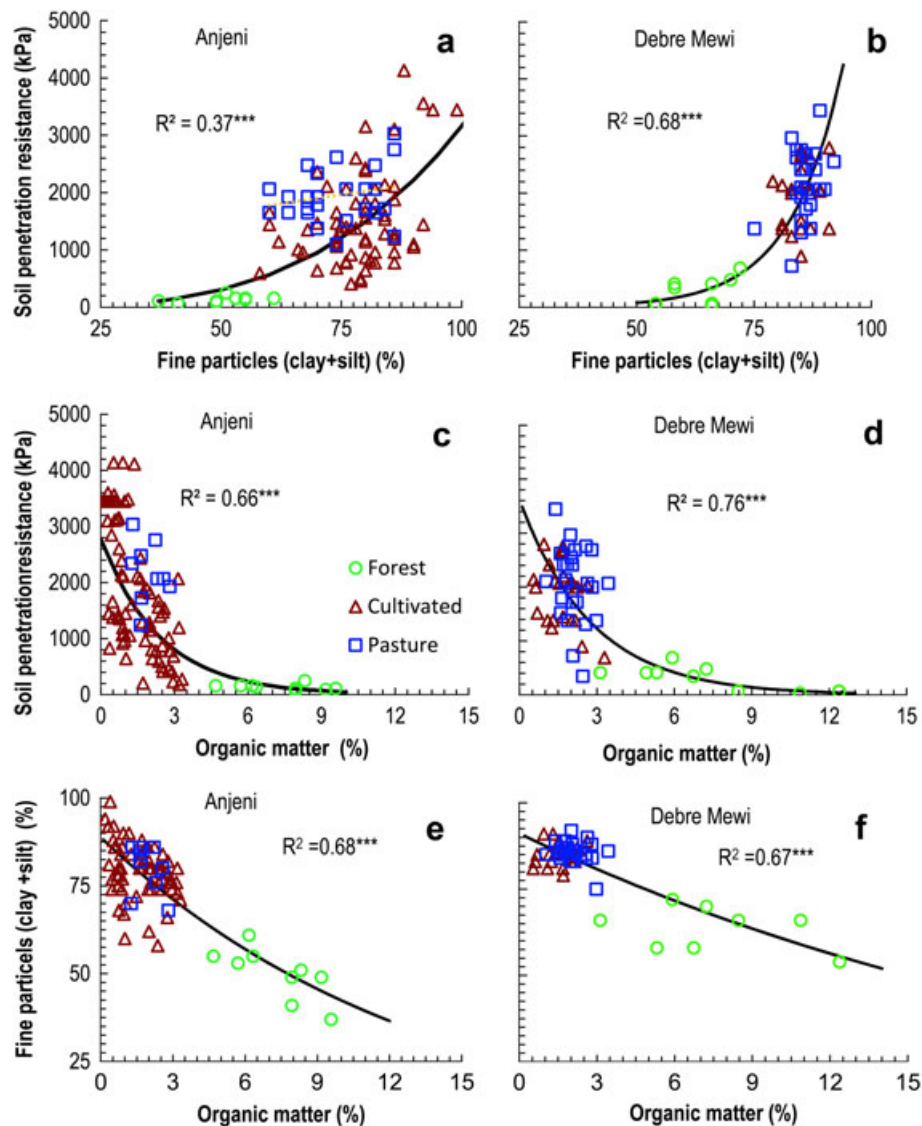 5000
4000
3000
2000
1000
0
Soil penetration resistance (kPa)
Anjeni
a
R² = 0.37***
25 50 75 100
Fine particles (clay+silt) (%)
Debre Mewi
b
R² =0.68***
25 50 75 100
Fine particles (clay+silt) (%)
5000
4000
3000
2000
1000
0
Soil penetrationresistance (kPa)
Anjeni
c
R² = 0.66***
Forest
Cultivated
Pasture
0 3 6 9 12 15
Organic matter (%)
Debre Mewi
d
R² = 0.76***
0 3 6 9 12 15
Organic matter (%)
100
75
50
25
Fine particels (clay +silt) (%)
Anjeni
e
R² =0.68***
0 3 6 9 12 15
Organic matter (%)
Debre Mewi
f
R² =0.67***
0 3 6 9 12 15
Organic matter (%)